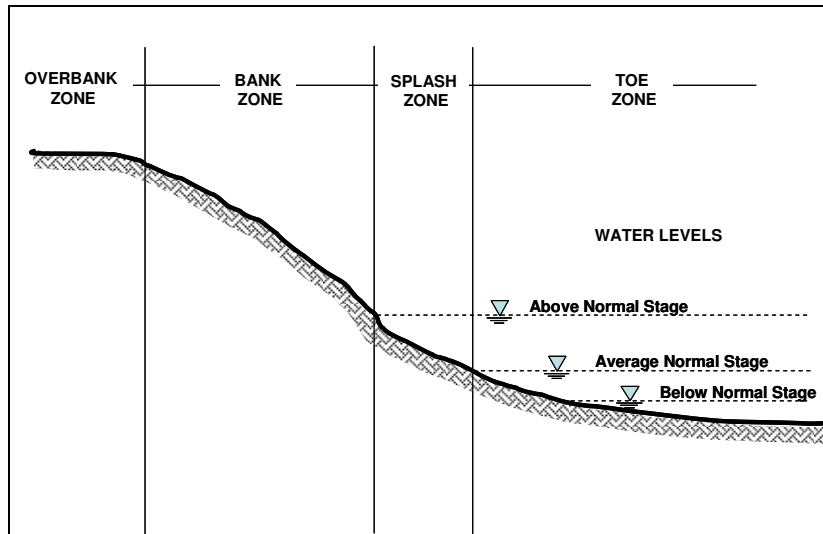 OVERBANK
ZONE
BANK
ZONE
SPLASH
ZONE
TOE
ZONE
WATER LEVELS
Above Normal Stage
Average Normal Stage
Below Normal Stage